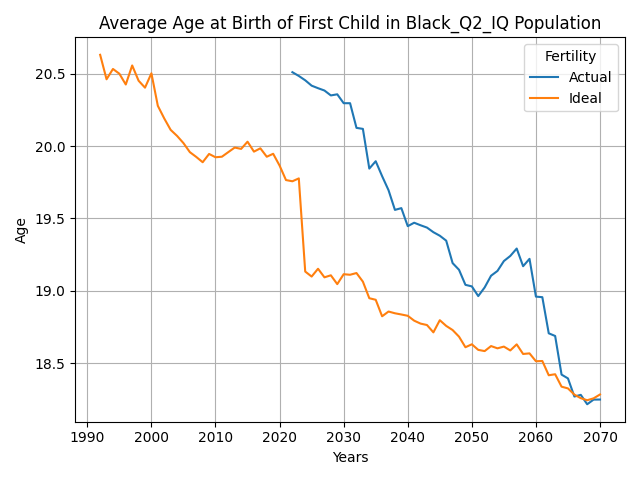 Average Age at Birth of First Child in Black_Q2_IQ Population
Fertility
Actual
Ideal
Age
20.5
20.0
19.5
19.0
18.5
1990 2000 2010 2020 2030 2040 2050 2060 2070
Years